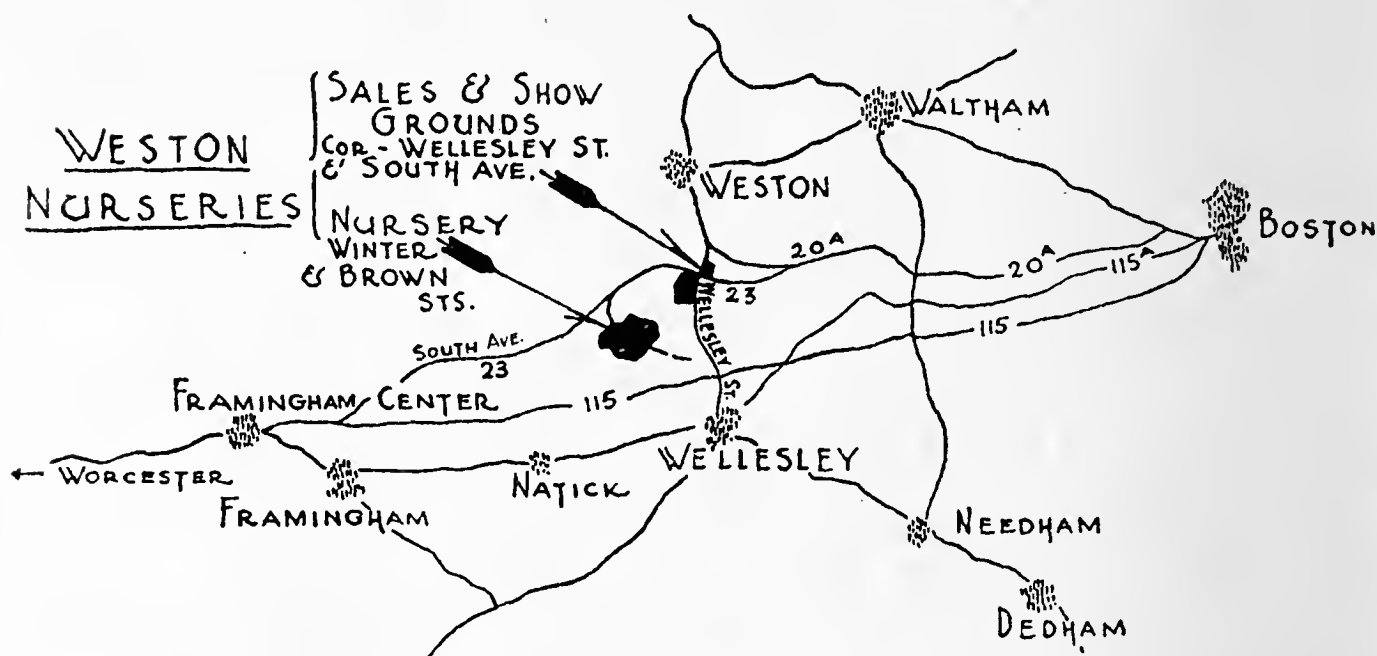 WESTON
NURSERIES
SALES & SHOW
GROUNDS
COR - WELLESLEY ST.
& SOUTH AVE.
NURSERY
WINTER
& BROWN
STS.
WALTHAM
WESTON
BOSTON
20A
20A
115A
23
WELLESLEY ST.
115
SOUTH AVE.
23
FRAMINGHAM CENTER
115
WORCESTER
FRAMINGHAM
NATICK
WELLESLEY
NEEDHAM
DEDHAM